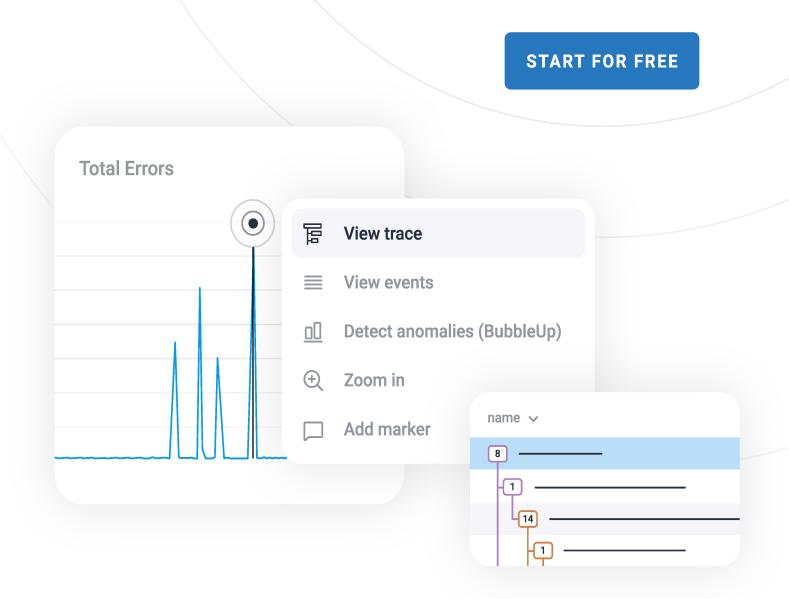 START FOR FREE
Total Errors
View trace
View events
Detect anomalies (BubbleUp)
Zoom in
Add marker
name
8
1
14
1